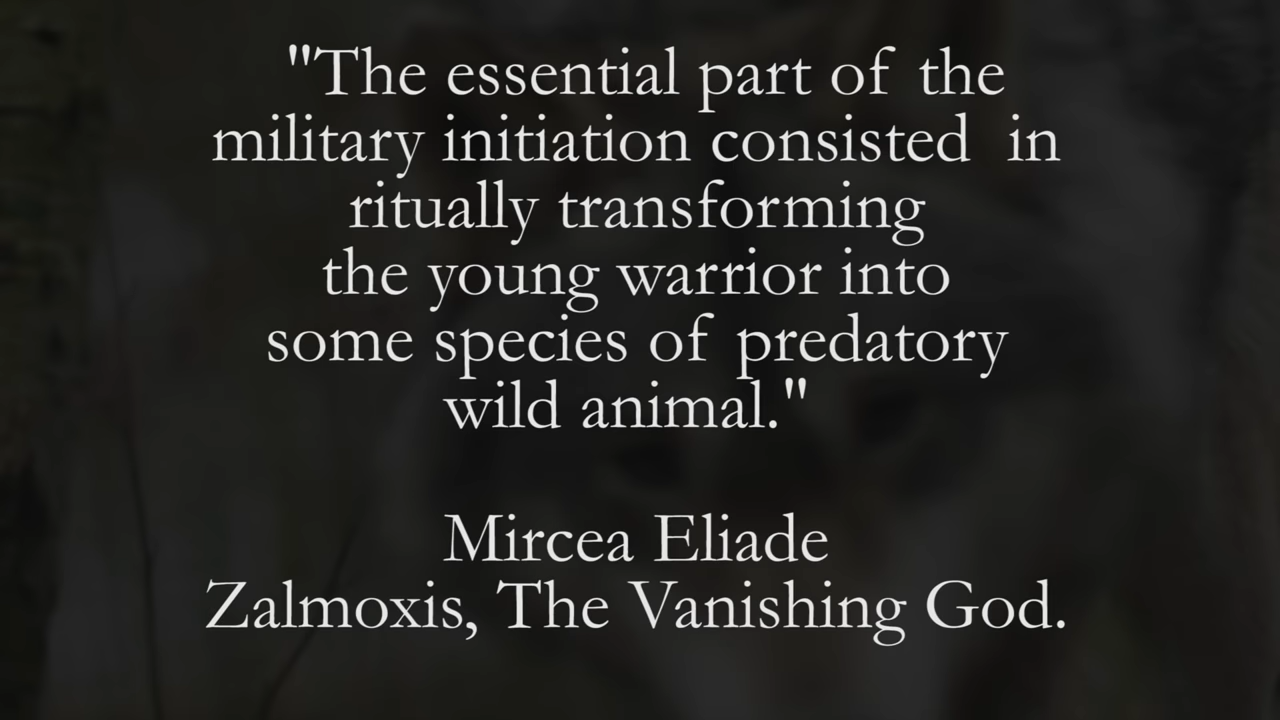 "The essential part of the
military initiation consisted in
ritually transforming
the young warrior into
some species of predatory
wild animal."
Mircea Eliade
Zalmoxis, The Vanishing God.